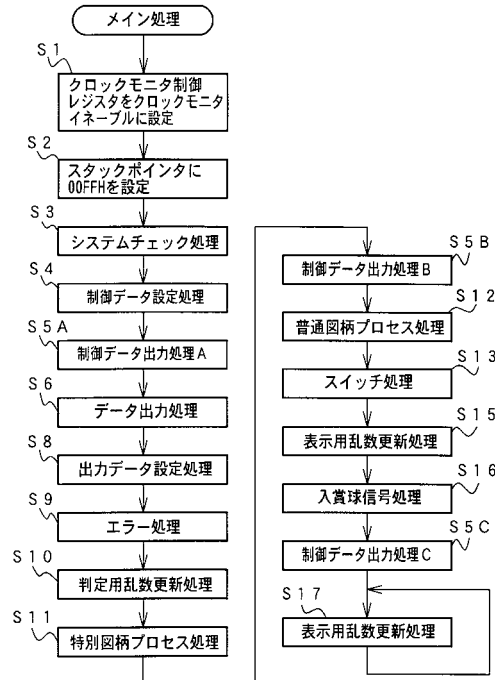 メイン処理
S1
クロックモニタ制御
レジスタをクロックモニタ
イネーブルに設定
S2
スタックポインタに
00FFHを設定
S3
システムチェック処理
S4
制御データ設定処理
S5A
制御データ出力処理A
S6
データ出力処理
S8
出力データ設定処理
S9
エラー処理
S10
判定用乱数更新処理
S11
特別図柄プロセス処理
S5B
制御データ出力処理B
S12
普通図柄プロセス処理
S13
スイッチ処理
S15
表示用乱数更新処理
S16
入賞球信号処理
S5C
制御データ出力処理C
S17
表示用乱数更新処理